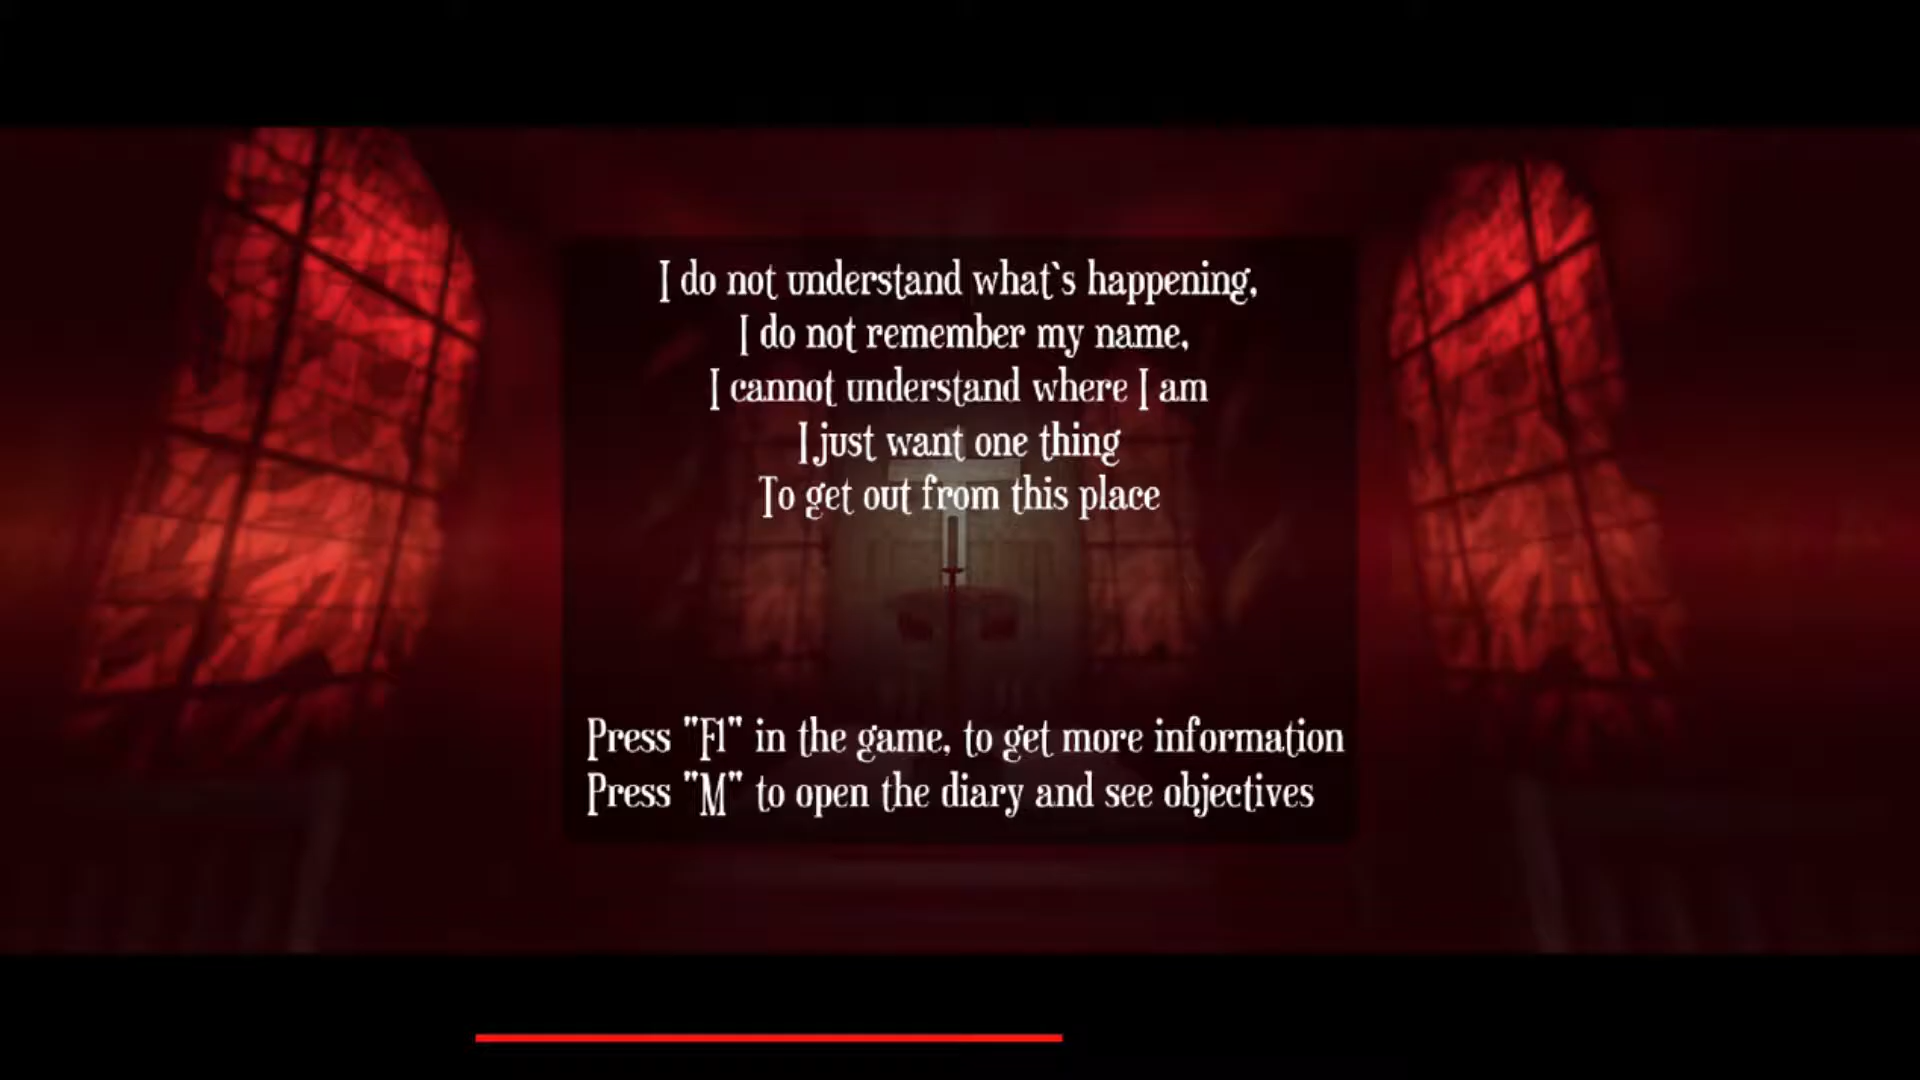 I do not understand what`s happening,
I do not remember my name,
I cannot understand where I am
I just want one thing
To get out from this place
Press "F1" in the game, to get more information
Press "M" to open the diary and see objectives